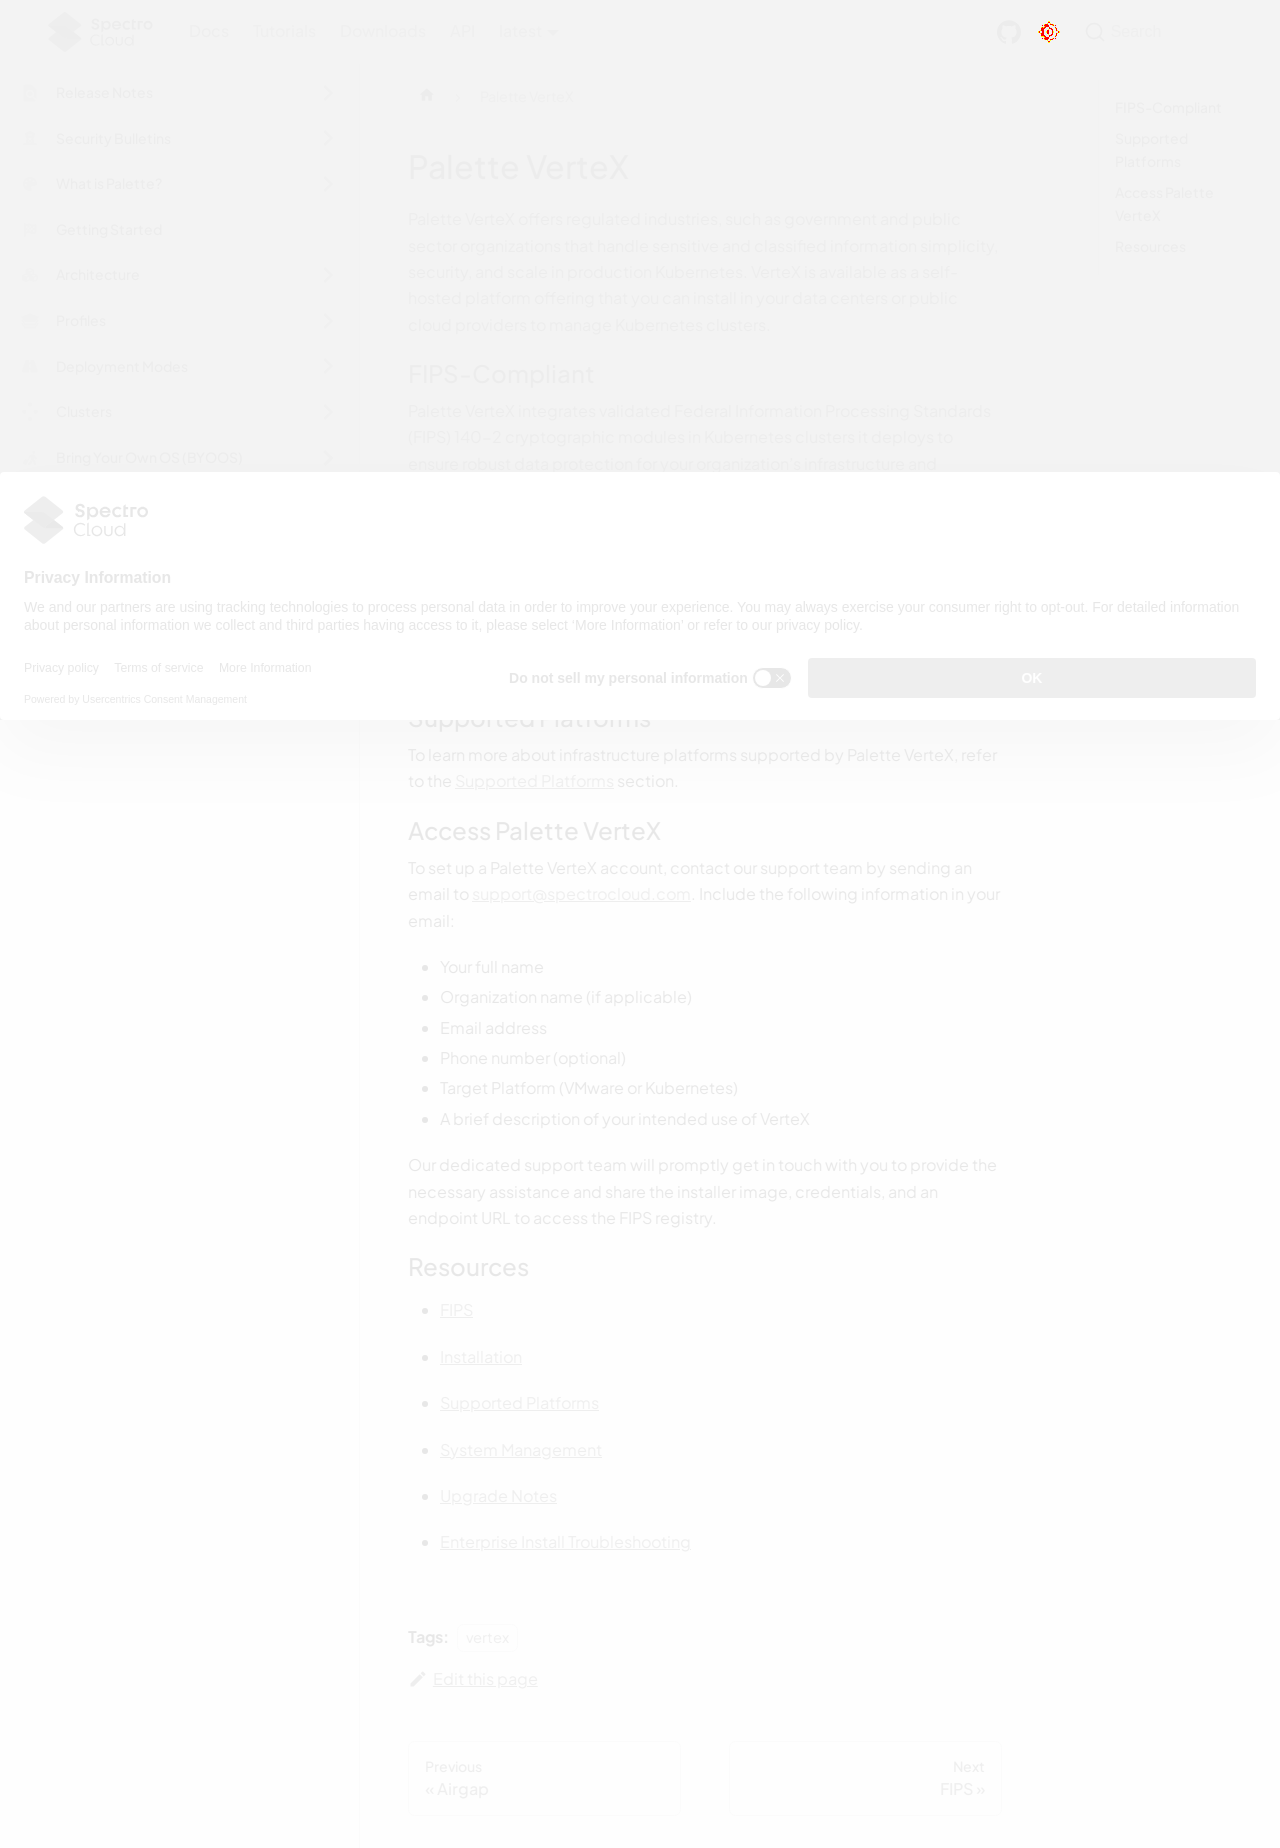 Spectro
Cloud
Docs
Tutorials
Downloads
API
latest
Search
Release Notes
Security Bulletins
What is Palette?
Getting Started
Architecture
Profiles
Deployment Modes
Clusters
Bring Your Own OS (BYOOS)
Palette VerteX
Palette VerteX
Palette VerteX offers regulated industries, such as government and public
sector organizations that handle sensitive and classified information simplicity,
security, and scale in production Kubernetes. VerteX is available as a self-
hosted platform offering that you can install in your data centers or public
cloud providers to manage Kubernetes clusters.
FIPS-Compliant
Palette VerteX integrates validated Federal Information Processing Standards
(FIPS) 140-2 cryptographic modules in Kubernetes clusters it deploys to
ensure robust data protection for your organization's infrastructure and
FIPS-Compliant
Supported
Platforms
Access Palette
VerteX
Resources
Spectro
Cloud
Privacy Information
We and our partners are using tracking technologies to process personal data in order to improve your experience. You may always exercise your consumer right to opt-out. For detailed information
about personal information we collect and third parties having access to it, please select 'More Information' or refer to our privacy policy.
Privacy policy
Terms of service
More Information
Powered by Usercentrics Consent Management
Do not sell my personal information
OK
Supported Platforms
To learn more about infrastructure platforms supported by Palette VerteX, refer
to the Supported Platforms section.
Access Palette VerteX
To set up a Palette VerteX account, contact our support team by sending an
email to support@spectrocloud.com. Include the following information in your
email:
Your full name
Organization name (if applicable)
Email address
Phone number (optional)
Target Platform (VMware or Kubernetes)
A brief description of your intended use of VerteX
Our dedicated support team will promptly get in touch with you to provide the
necessary assistance and share the installer image, credentials, and an
endpoint URL to access the FIPS registry.
Resources
FIPS
Installation
Supported Platforms
System Management
Upgrade Notes
Enterprise Install Troubleshooting
Tags:
vertex
Edit this page
Previous
« Airgap
Next
FIPS »